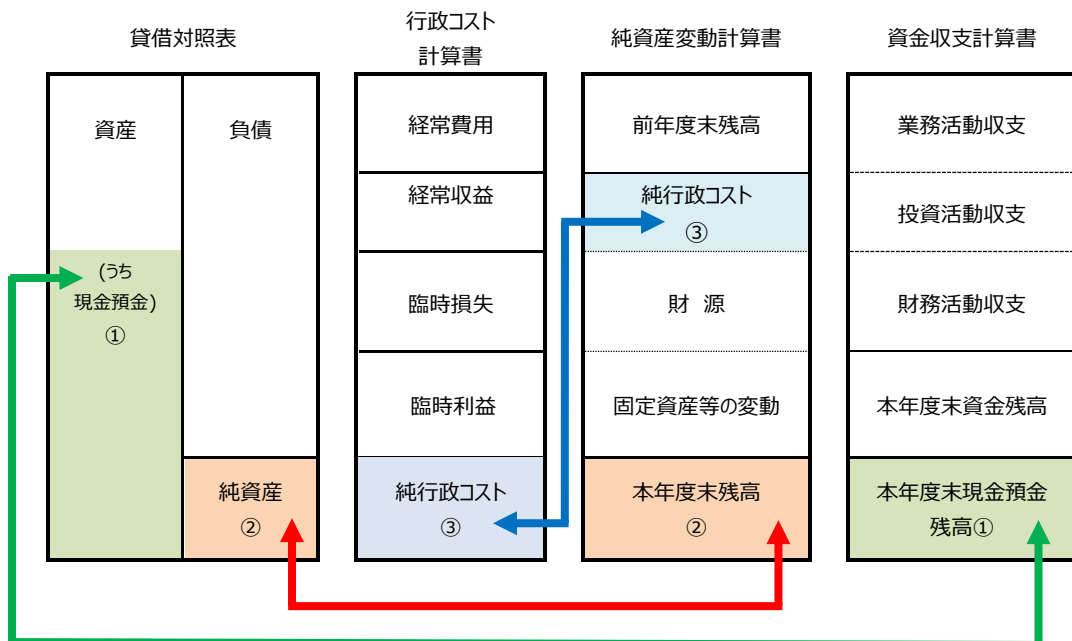 貸借対照表
資産
負債
(うち
現金預金)
①
純資産
②
行政コスト
計算書
経常費用
経常収益
臨時損失
臨時利益
純行政コスト
③
純資産変動計算書
前年度末残高
純行政コスト
③
財 源
固定資産等の変動
本年度末残高
②
資金収支計算書
業務活動収支
投資活動収支
財務活動収支
本年度末資金残高
本年度末現金預金
残高①